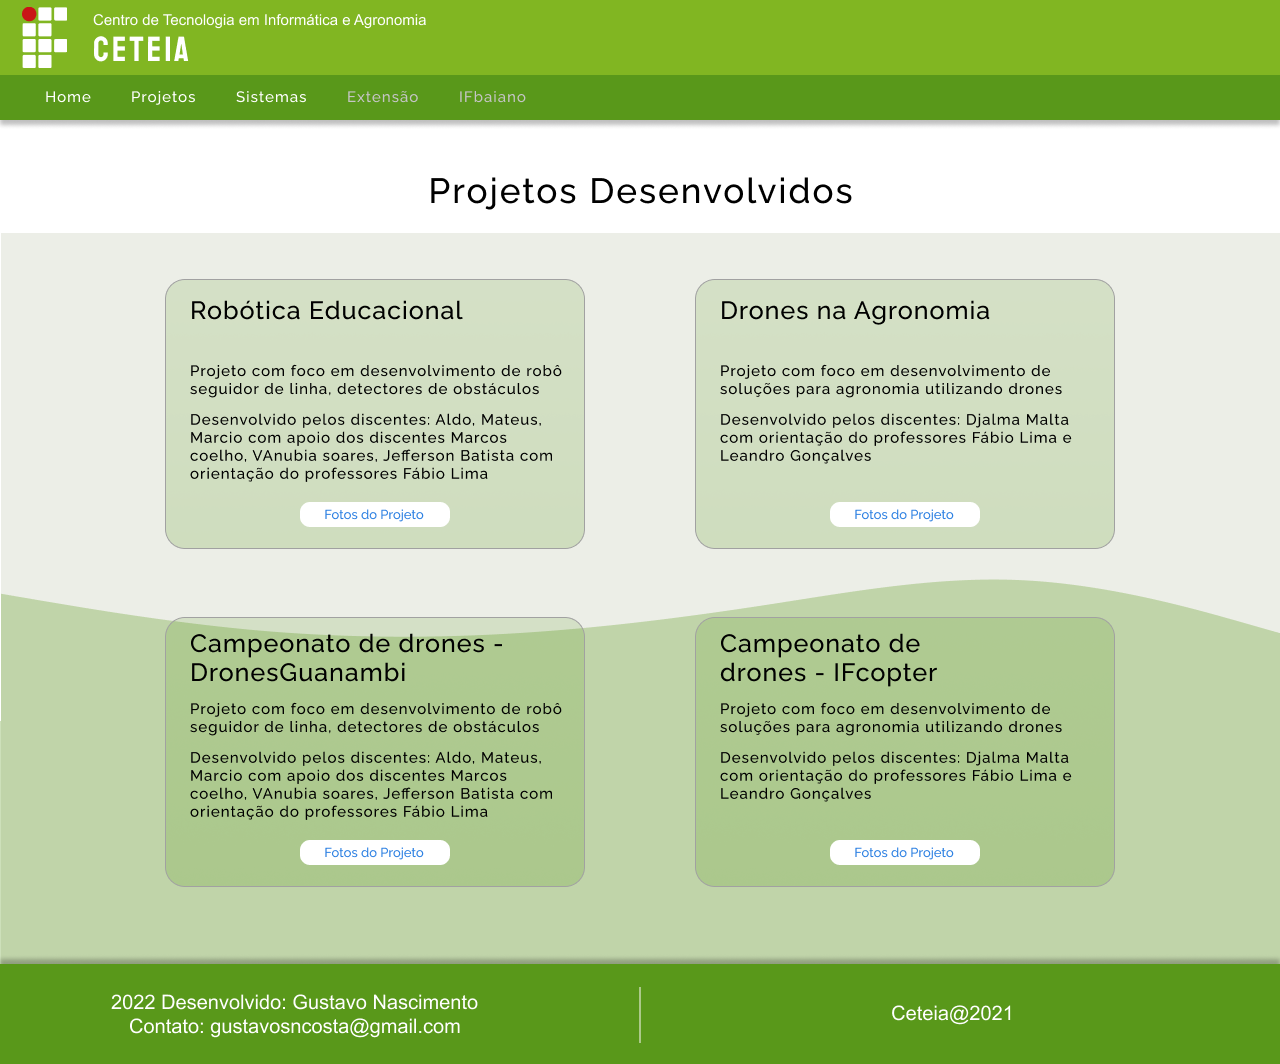 Centro de Tecnologia em Informática e Agronomia
CETEIA
Home Projetos Sistemas Extensão IFbaiano
Projetos Desenvolvidos
Robótica Educacional
Projeto com foco em desenvolvimento de robô
seguidor de linha, detectores de obstáculos
Desenvolvido pelos discentes: Aldo, Mateus,
Marcio com apoio dos discentes Marcos
coelho, VAnubia soares, Jefferson Batista com
orientação do professores Fábio Lima
Fotos do Projeto
Drones na Agronomia
Projeto com foco em desenvolvimento de
soluções para agronomia utilizando drones
Desenvolvido pelos discentes: Djalma Malta
com orientação do professores Fábio Lima e
Leandro Gonçalves
Fotos do Projeto
Campeonato de drones -
DronesGuanambi
Projeto com foco em desenvolvimento de robô
seguidor de linha, detectores de obstáculos
Desenvolvido pelos discentes: Aldo, Mateus,
Marcio com apoio dos discentes Marcos
coelho, VAnubia soares, Jefferson Batista com
orientação do professores Fábio Lima
Fotos do Projeto
Campeonato de
drones - IFcopter
Projeto com foco em desenvolvimento de
soluções para agronomia utilizando drones
Desenvolvido pelos discentes: Djalma Malta
com orientação do professores Fábio Lima e
Leandro Gonçalves
Fotos do Projeto
2022 Desenvolvido: Gustavo Nascimento
Contato: gustavosncosta@gmail.com
Ceteia@2021